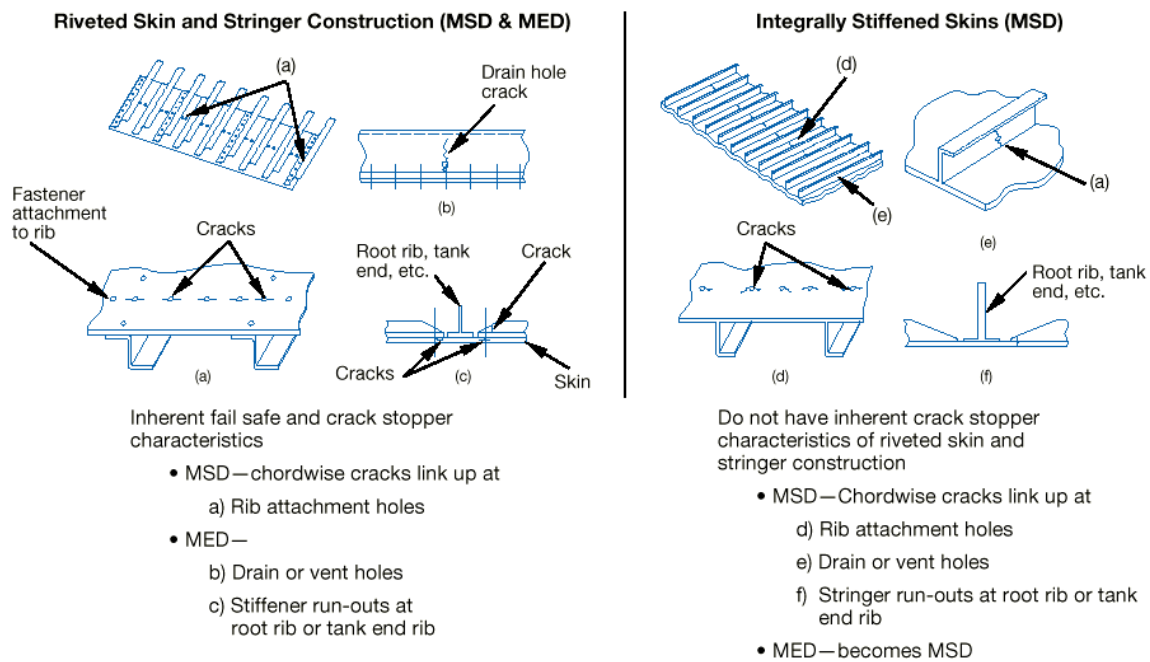 Riveted Skin and Stringer Construction (MSD & MED)
(a)
Drain hole
crack
(b)
Fastener
attachment
to rib
Cracks
(a)
Root rib, tank
end, etc.
Crack
Cracks
(c)
Skin
Inherent fail safe and crack stopper
characteristics
• MSD—chordwise cracks link up at
a) Rib attachment holes
• MED—
b) Drain or vent holes
c) Stiffener run-outs at
root rib or tank end rib
Integrally Stiffened Skins (MSD)
(d)
(e)
(a)
(e)
Cracks
(d)
Root rib, tank
end, etc.
(f)
Do not have inherent crack stopper
characteristics of riveted skin and
stringer construction
• MSD—Chordwise cracks link up at
d) Rib attachment holes
e) Drain or vent holes
f) Stringer run-outs at root rib or tank
end rib
• MED—becomes MSD